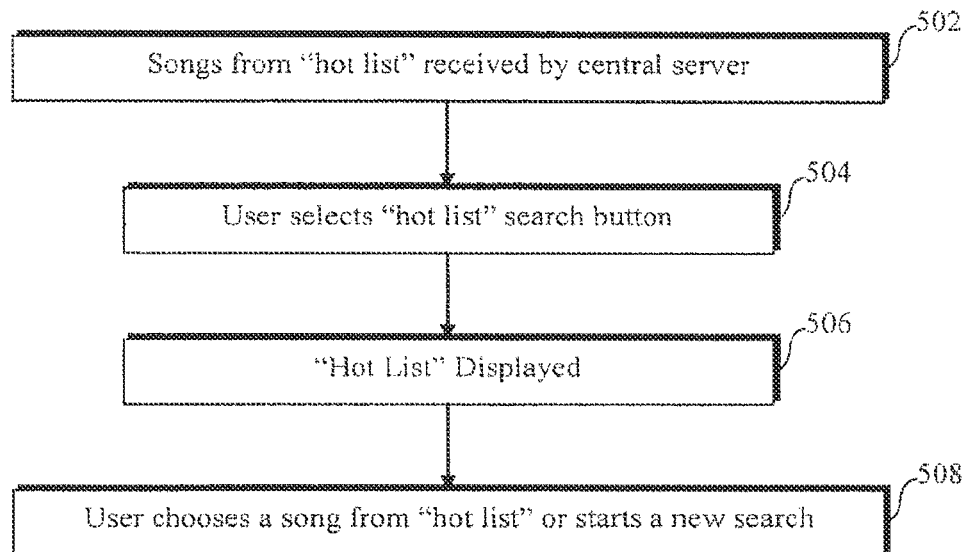 502
Songs from “hot list” received by central server
504
User selects “hot list” search button
506
“Hot List” Displayed
508
User chooses a song from “hot list” or starts a new search